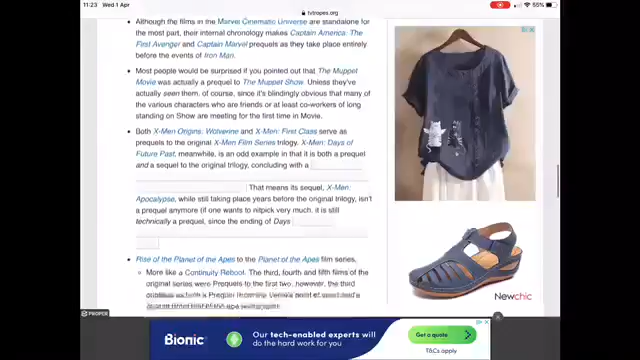 11:23 Wed 1 Apr
55%
tvtropes.org
Although the films in the Marvel Cinematic Universe are standalone for
the most part, their internal chronology makes Captain America: The
First Avenger and Captain Marvel prequels as they take place entirely
before the events of Iron Man.
Most people would be surprised if you pointed out that The Muppet
Movie was actually a prequel to The Muppet Show. Unless they've
actually seen them, of course, since it's blindingly obvious that many of
the various characters who are friends or at least co-workers of long
standing on Show are meeting for the first time in Movie.
Both X-Men Origins: Wolverine and X-Men: First Class serve as
prequels to the original X-Men Film Series trilogy. X-Men: Days of
Future Past, meanwhile, is an odd example in that it is both a prequel
and a sequel to the original trilogy, concluding with a
That means its sequel, X-Men:
Apocalypse, while still taking place years before the original trilogy, isn't
a prequel anymore (if one wants to nitpick very much, it is still
technically a prequel, since the ending of Days
Rise of the Planet of the Apes to the Planet of the Apes film series.
More like a Continuity Reboot. The third, fourth and fifth films of the
original series were Prequels to the first two, however, the third
Newchic
PROPER
Bionic
Our tech-enabled experts will
do the hard work for you!
Get a quote
T&Cs apply